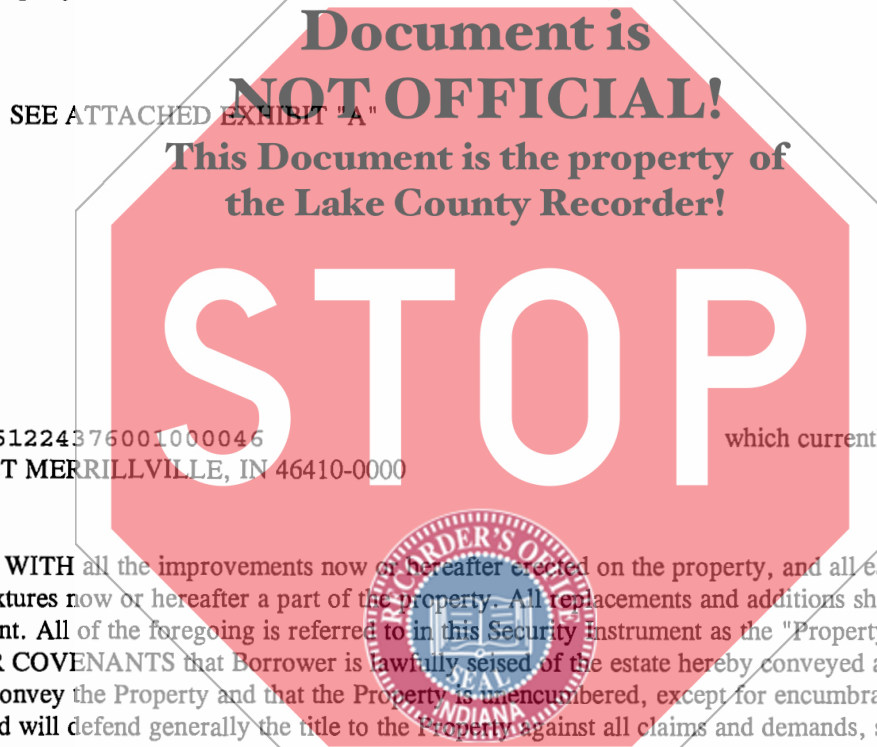 Document is
NOT OFFICIAL!
SEE ATTACHED EXHIBIT "A"
This Document is the property of
the Lake County Recorder!
STOP
51224376001000046 which current
T MERRILLVILLE, IN 46410-0000
WITH all the improvements now or hereafter erected on the property, and all e
xtures now or hereafter a part of the property. All replacements and additions sh
nt. All of the foregoing is referred to in this Security Instrument as the "Property
R COVENANTS that Borrower is lawfully seised of the estate hereby conveyed a
onvey the Property and that the Property is unencumbered, except for encumbra
d will defend generally the title to the Property against all claims and demands, s
RECORDER'S OFFICE
SEAL
INDIANA